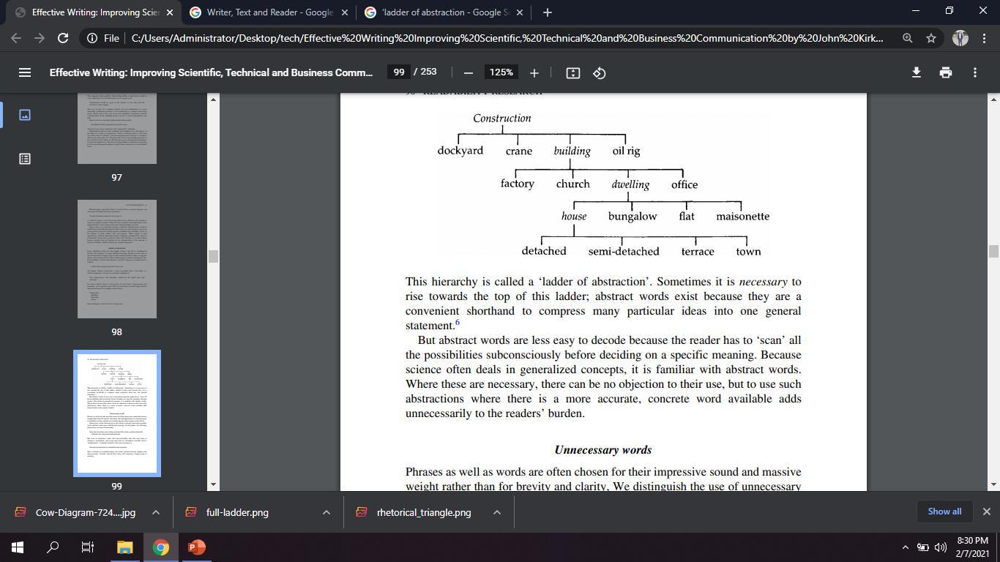 Effective Writing: Improving Scien
Writer, Text and Reader - Google
'ladder of abstraction - Google S
File
C:/Users/Administrator/Desktop/tech/Effective%20Writing%20Improving%20Scientific,%20Technical%20and%20Business%20Communication%20by%20John%20Kirk...
Effective Writing: Improving Scientific, Technical and Business Comm...
99 / 253
125%
97
98
99
READABILITY RESEARCH
Construction
dockyard crane building oil rig
factory church dwelling office
house bungalow flat maisonette
detached semi-detached terrace town
This hierarchy is called a ‘ladder of abstraction’. Sometimes it is necessary to
rise towards the top of this ladder; abstract words exist because they are a
convenient shorthand to compress many particular ideas into one general
statement.6
But abstract words are less easy to decode because the reader has to ‘scan’ all
the possibilities subconsciously before deciding on a specific meaning. Because
science often deals in generalized concepts, it is familiar with abstract words.
Where these are necessary, there can be no objection to their use, but to use such
abstractions where there is a more accurate, concrete word available adds
unnecessarily to the readers’ burden.
Unnecessary words
Phrases as well as words are often chosen for their impressive sound and massive
weight rather than for brevity and clarity, We distinguish the use of unnecessary
Cow-Diagram-724....jpg
full-ladder.png
rhetorical_triangle.png
Show all
8:30 PM
2/7/2021